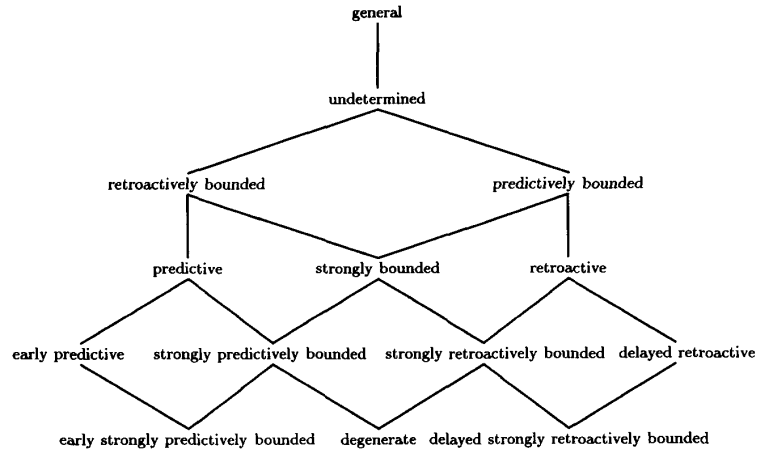 general
undetermined
retroactively bounded predictively bounded
predictive strongly bounded retroactive
early predictive strongly predictively bounded strongly retroactively bounded delayed retroactive
early strongly predictively bounded degenerate delayed strongly retroactively bounded